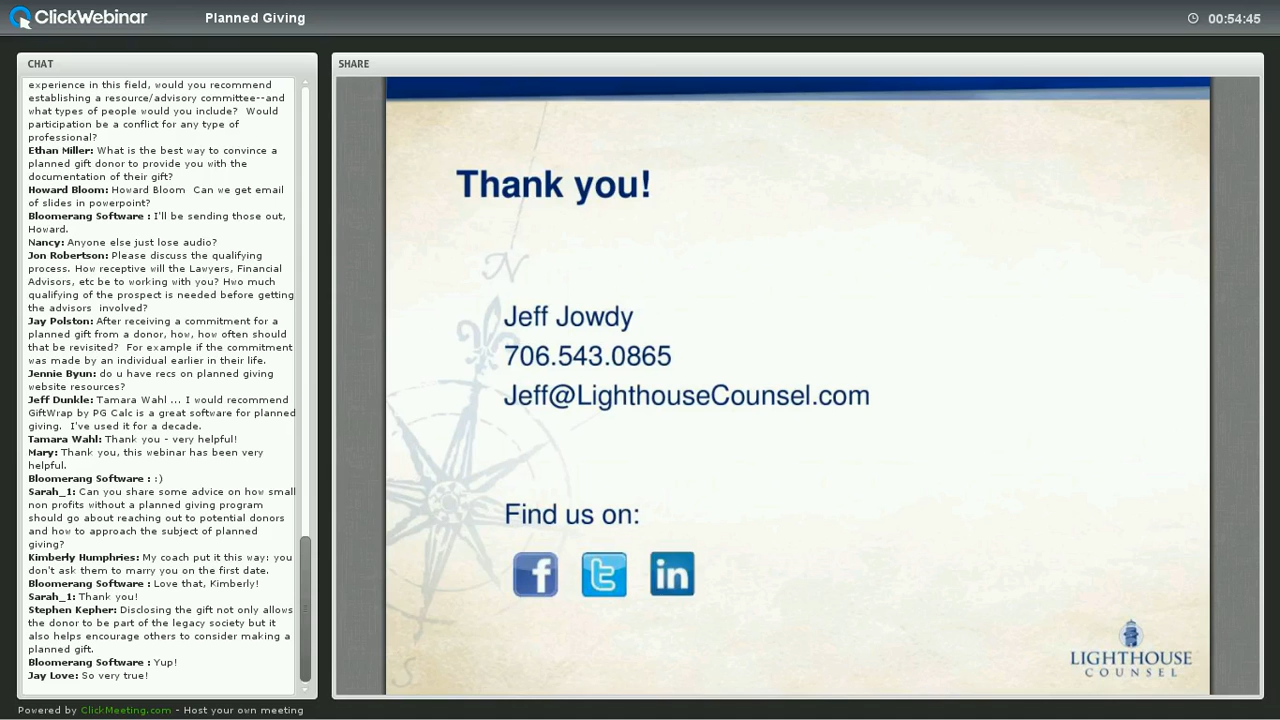 ClickWebinar
Planned Giving
00:54:45
CHAT
experience in this field, would you recommend
establishing a resource/advisory committee--and
what types of people would you include?  Would
participation be a conflict for any type of
professional?
Ethan Miller: What is the best way to convince a
planned gift donor to provide you with the
documentation of their gift?
Howard Bloom: Howard Bloom  Can we get email
of slides in powerpoint?
Bloomerang Software : I'll be sending those out,
Howard.
Nancy: Anyone else just lose audio?
Jon Robertson: Please discuss the qualifying
process. How receptive will the Lawyers, Financial
Advisors, etc be to working with you? Hwo much
qualifying of the prospect is needed before getting
the advisors  involved?
Jay Polston: After receiving a commitment for a
planned gift from a donor, how, how often should
that be revisited?  For example if the commitment
was made by an individual earlier in their life.
Jennie Byun: do u have recs on planned giving
website resources?
Jeff Dunkle: Tamara Wahl ... I would recommend
GiftWrap by PG Calc is a great software for planned
giving.  I've used it for a decade.
Tamara Wahl: Thank you - very helpful!
Mary: Thank you, this webinar has been very
helpful.
Bloomerang Software : :)
Sarah_1: Can you share some advice on how small
non profits without a planned giving program
should go about reaching out to potential donors
and how to approach the subject of planned
giving?
Kimberly Humphries: My coach put it this way: you
don't ask them to marry you on the first date.
Bloomerang Software : Love that, Kimberly!
Sarah_1: Thank you!
Stephen Kepher: Disclosing the gift not only allows
the donor to be part of the legacy society but it
also helps encourage others to consider making a
planned gift.
Bloomerang Software : Yup!
Jay Love: So very true!
SHARE
Thank you!
N
Jeff Jowdy
706.543.0865
Jeff@LighthouseCounsel.com
Find us on:
f t in
S
LIGHTHOUSE
COUNSEL
Powered by ClickMeeting.com - Host your own meeting